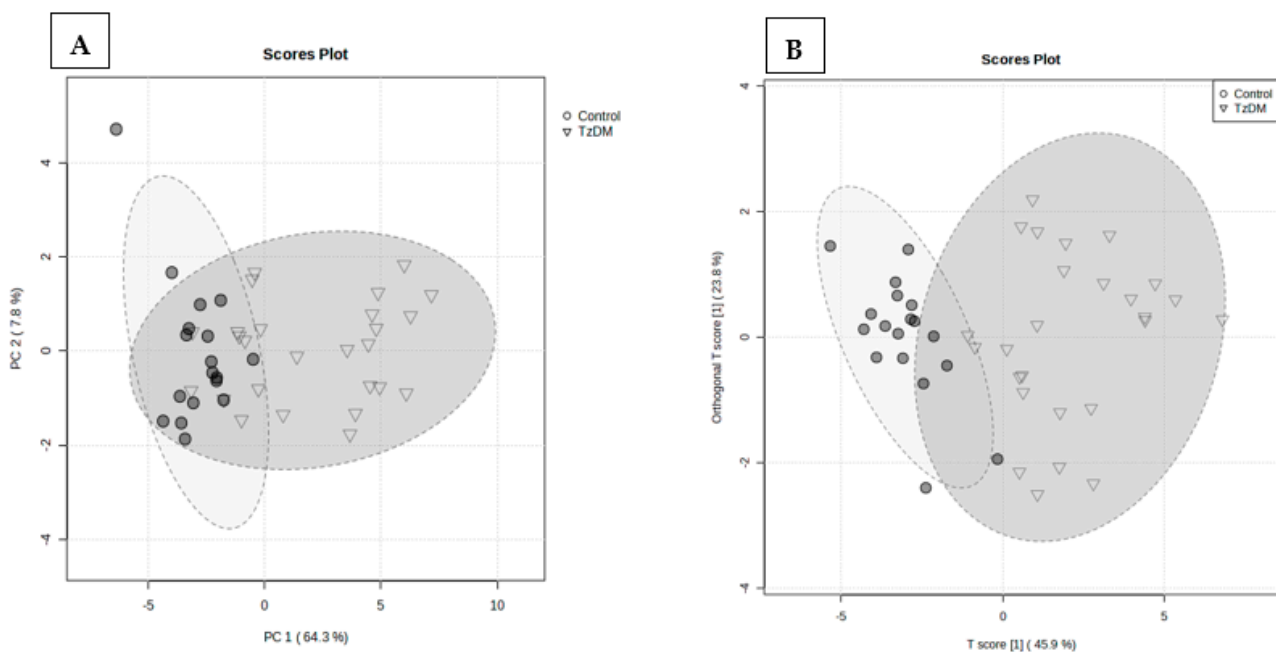 A
Scores Plot
Control
TzDM
4
2
0
-2
-4
PC 2 ( 7.8 %)
-5
0
5
10
PC 1 ( 64.3 %)
B
Scores Plot
Control
TzDM
4
2
0
-2
-4
Orthogonal T score [1] ( 23.8 %)
-5
0
5
T score [1] ( 45.9 %)